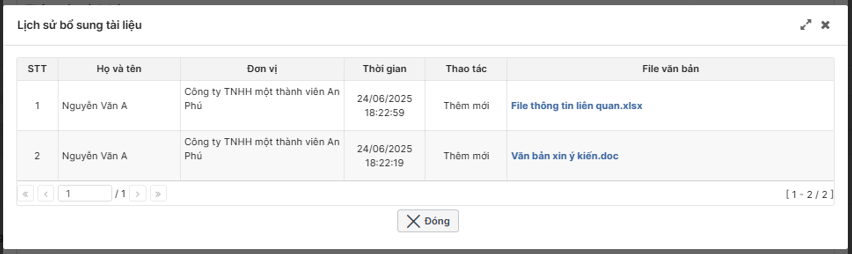 Lịch sử bổ sung tài liệu
STT Họ và tên Đơn vị Thời gian Thao tác File văn bản
1 Nguyễn Văn A Công ty TNHH một thành viên An Phú 24/06/2025 18:22:59 Thêm mới File thông tin liên quan.xlsx
2 Nguyễn Văn A Công ty TNHH một thành viên An Phú 24/06/2025 18:22:19 Thêm mới Văn bản xin ý kiến.doc
« ‹ 1 / 1 › » [ 1 - 2 / 2 ]
Đóng